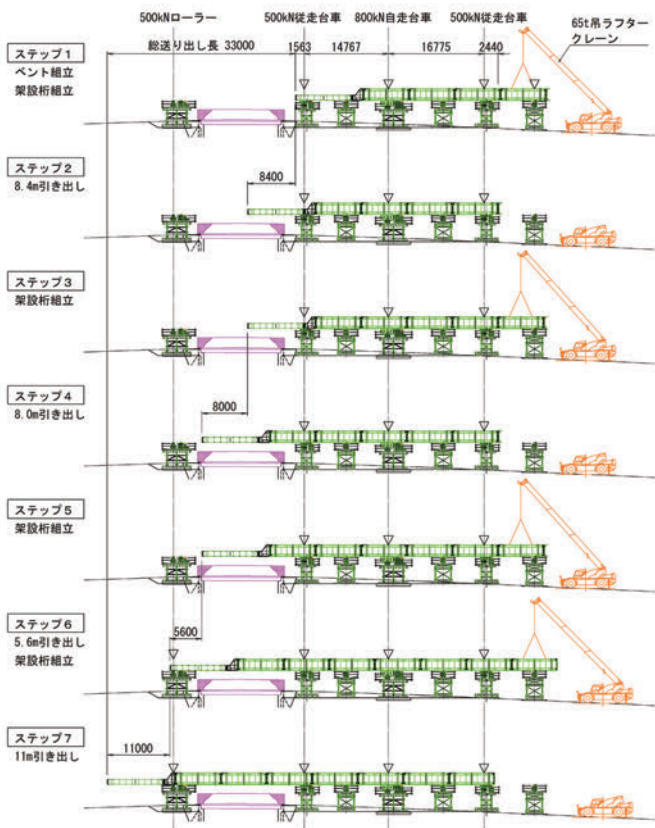 500kNローラー 500kN従走台車 800kN自走台車 500kN従走台車
65t吊ラフター
クレーン
総送り出し長 33000 1563 14767 16775 2440
ステップ1
ベント組立
架設桁組立
ステップ2
8.4m引き出し
8400
ステップ3
架設桁組立
ステップ4
8.0m引き出し
8000
ステップ5
架設桁組立
ステップ6
5.6m引き出し
架設桁組立
5600
ステップ7
11m引き出し
11000